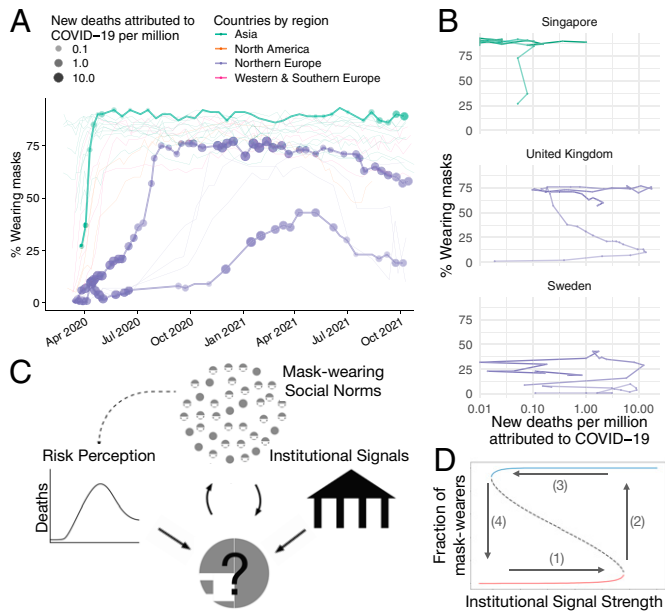 A
New deaths attributed to
COVID−19 per million
0.1
1.0
10.0
Countries by region
Asia
North America
Northern Europe
Western & Southern Europe
% Wearing masks
75
50
25
0
Apr 2020
Jul 2020
Oct 2020
Jan 2021
Apr 2021
Jul 2021
Oct 2021
B
Singapore
75
50
25
0
United Kingdom
% Wearing masks
75
50
25
0
Sweden
75
50
25
0
0.01
0.10
1.00
10.00
New deaths per million
attributed to COVID−19
C
Mask-wearing
Social Norms
Risk Perception
Institutional Signals
Deaths
?
D
Fraction of
mask−wearers
(3)
(4)
(2)
(1)
Institutional Signal Strength